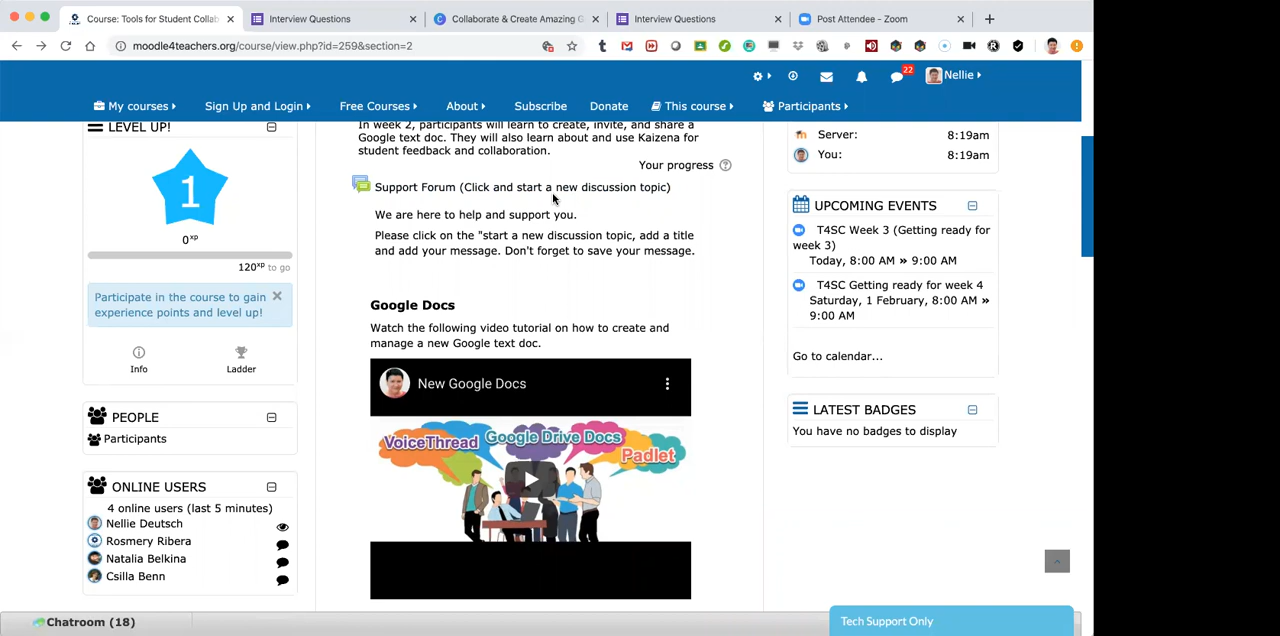 Course: Tools for Student Collab
Interview Questions
Collaborate & Create Amazing G
Interview Questions
Post Attendee - Zoom
moodle4teachers.org/course/view.php?id=259&section=2
22
Nellie
My courses
Sign Up and Login
Free Courses
About
Subscribe
Donate
This course
Participants
LEVEL UP!
1
0xp
120xp to go
Participate in the course to gain
experience points and level up!
Info
Ladder
PEOPLE
Participants
ONLINE USERS
4 online users (last 5 minutes)
Nellie Deutsch
Rosmery Ribera
Natalia Belkina
Csilla Benn
In week 2, participants will learn to create, invite, and share a
Google text doc. They will also learn about and use Kaizena for
student feedback and collaboration.
Your progress
Support Forum (Click and start a new discussion topic)
We are here to help and support you.
Please click on the "start a new discussion topic, add a title
and add your message. Don't forget to save your message.
Google Docs
Watch the following video tutorial on how to create and
manage a new Google text doc.
New Google Docs
VoiceThread
Google Drive Docs
Padlet
Server: 8:19am
You: 8:19am
UPCOMING EVENTS
T4SC Week 3 (Getting ready for
week 3)
Today, 8:00 AM » 9:00 AM
T4SC Getting ready for week 4
Saturday, 1 February, 8:00 AM »
9:00 AM
Go to calendar...
LATEST BADGES
You have no badges to display
Chatroom (18)
Tech Support Only